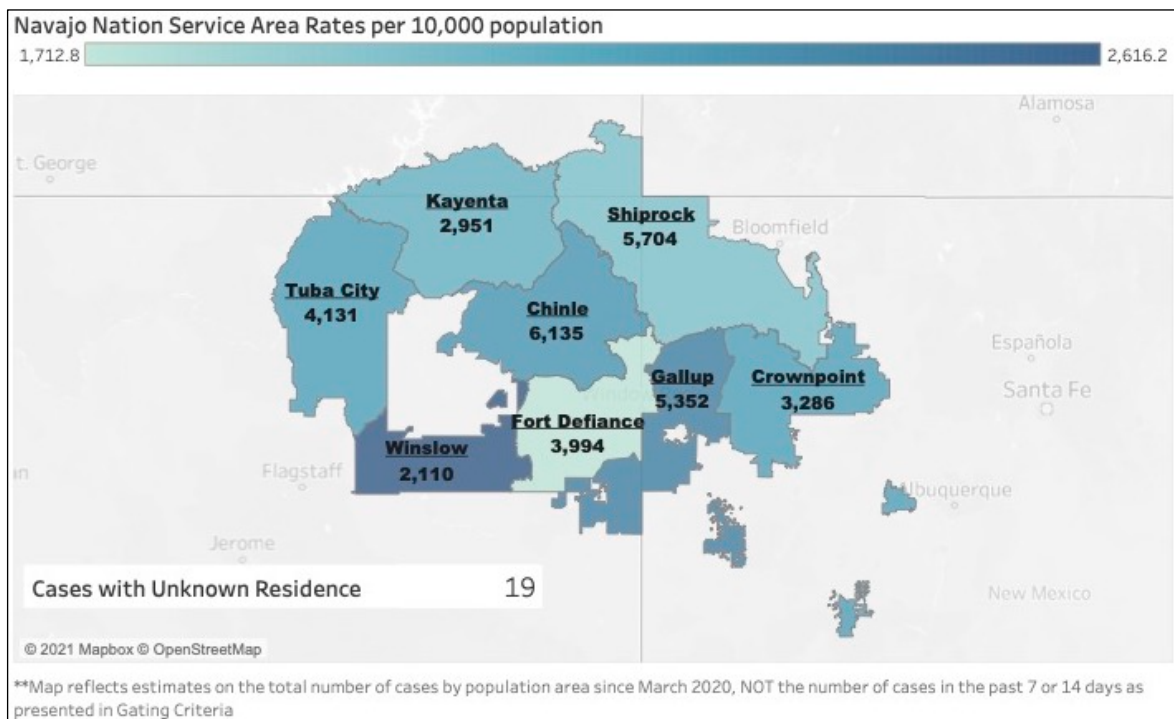 Navajo Nation Service Area Rates per 10,000 population
1,712.8
2,616.2
Alamosa
t. George
Kayenta
2,951
Shiprock
5,704
Bloomfield
Tuba City
4,131
Chinle
6,135
Española
Gallup
5,352
Crownpoint
3,286
Santa Fe
Fort Defiance
3,994
Winslow
2,110
Flagstaff
an
Albuquerque
Jerome
Cases with Unknown Residence 19
New Mexico
© 2021 Mapbox © OpenStreetMap
**Map reflects estimates on the total number of cases by population area since March 2020, NOT the number of cases in the past 7 or 14 days as
presented in Gating Criteria